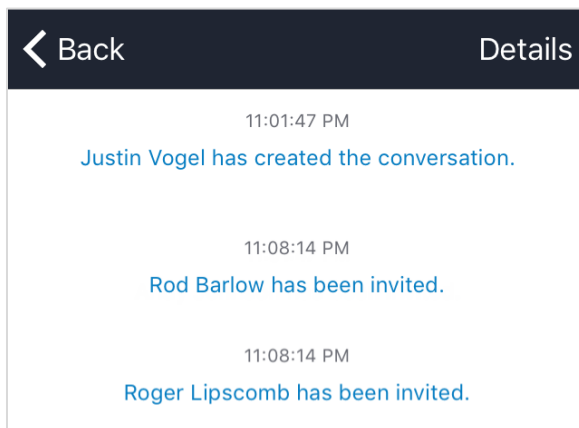 Back
Details
11:01:47 PM
Justin Vogel has created the conversation.
11:08:14 PM
Rod Barlow has been invited.
11:08:14 PM
Roger Lipscomb has been invited.